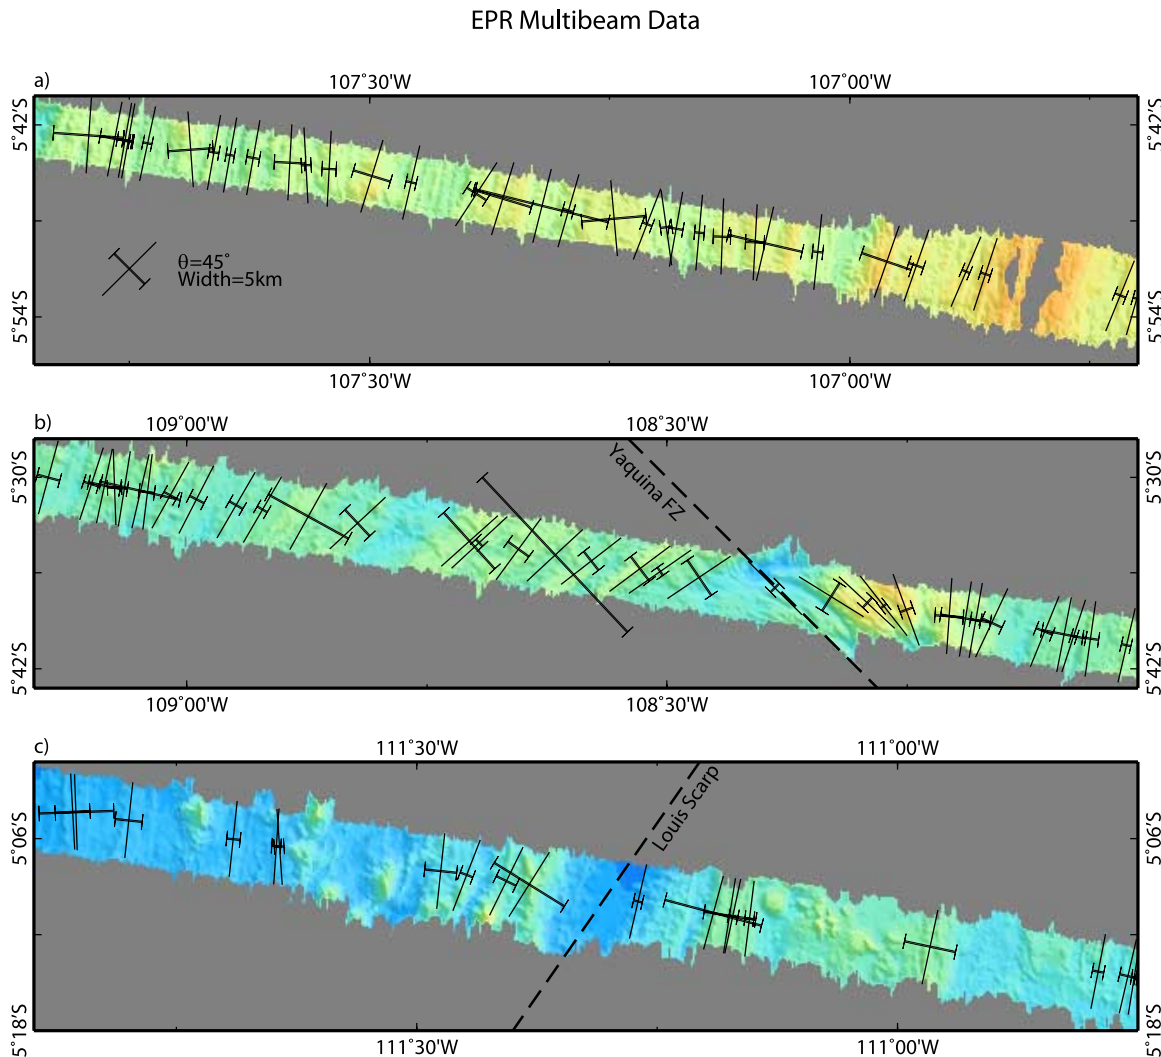 EPR Multibeam Data
a)
107˚30'W
107˚00'W
5˚42'S
5˚42'S
θ=45˚
Width=5km
5˚54'S
5˚54'S
107˚30'W
107˚00'W
b)
109˚00'W
108˚30'W
5˚30'S
5˚30'S
Yaquina FZ
5˚42'S
5˚42'S
109˚00'W
108˚30'W
c)
111˚30'W
111˚00'W
5˚06'S
5˚06'S
Louis Scarp
5˚18'S
5˚18'S
111˚30'W
111˚00'W